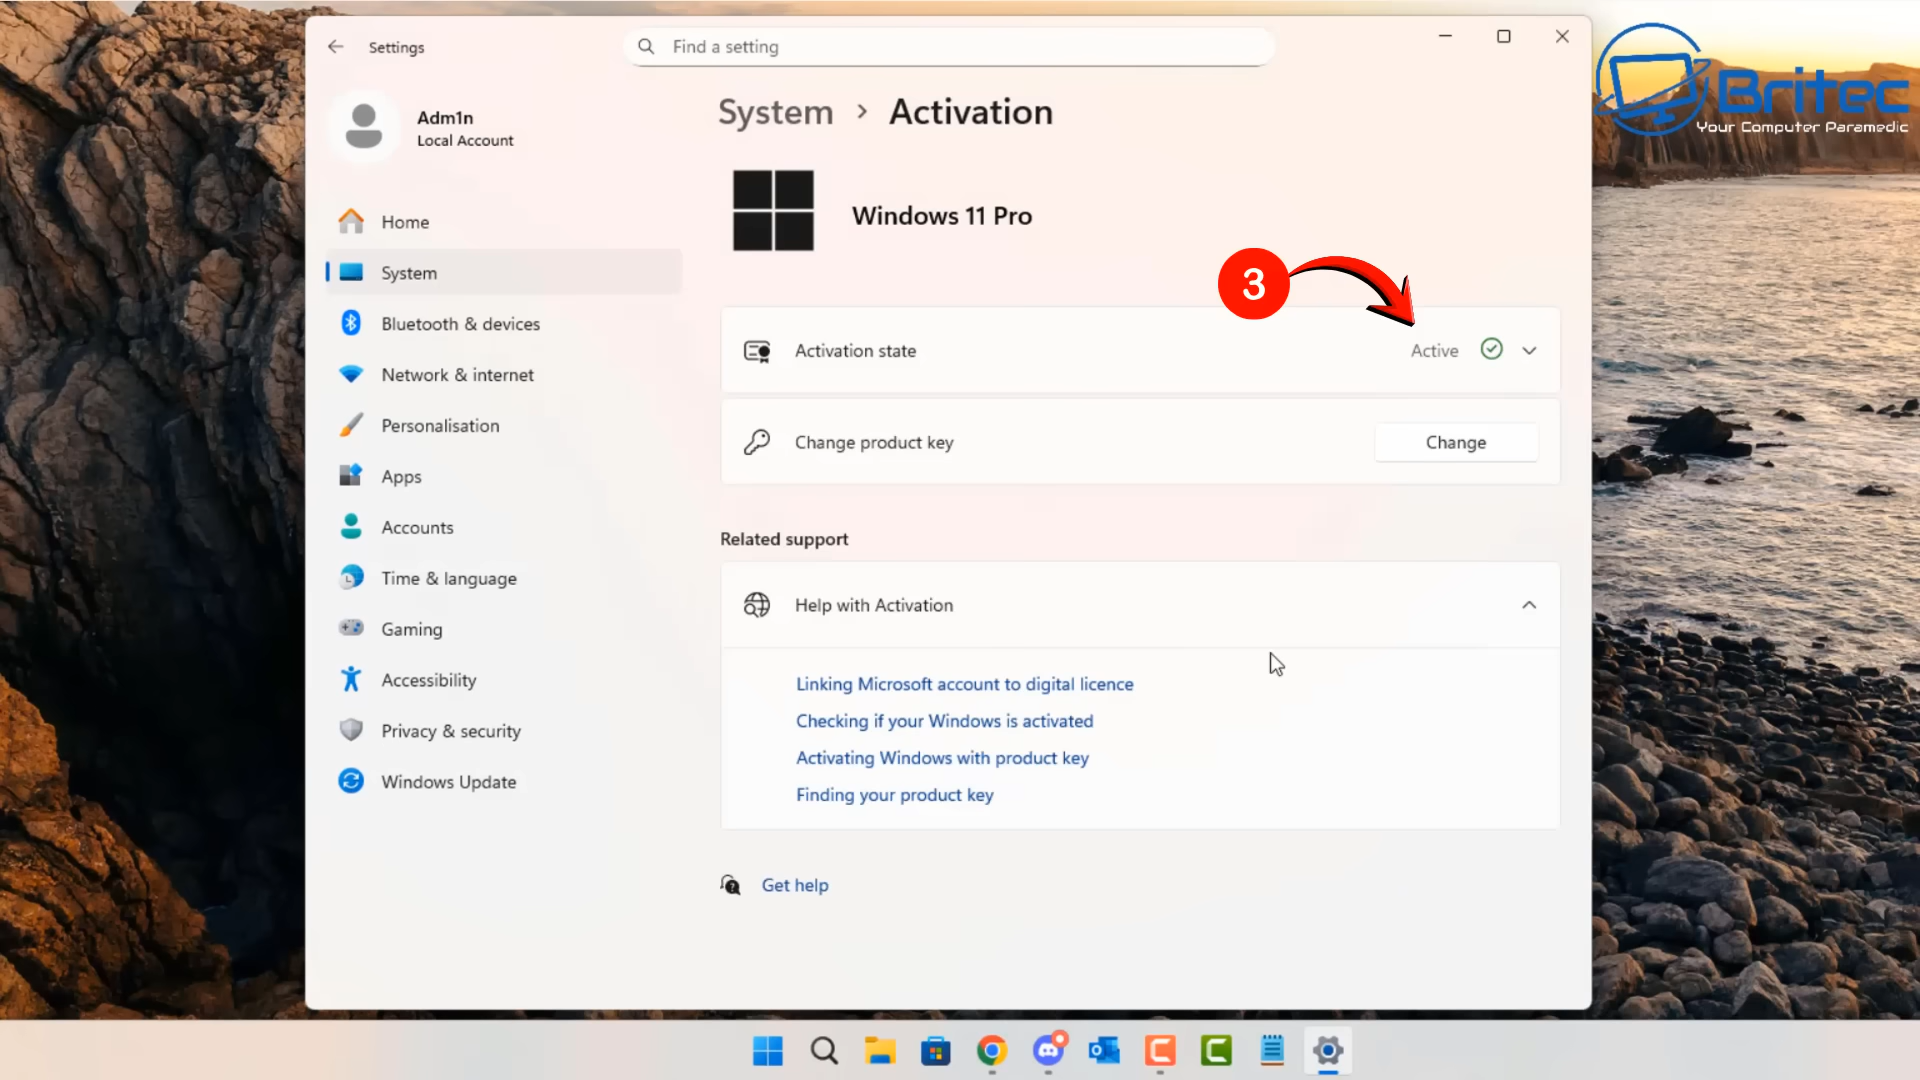 Settings
Find a setting
Britec
Your Computer Paramedic
Adm1n
Local Account
System > Activation
Windows 11 Pro
Home
System
Bluetooth & devices
Network & internet
Personalisation
Apps
Accounts
Time & language
Gaming
Accessibility
Privacy & security
Windows Update
3
Activation state
Active
Change product key
Change
Related support
Help with Activation
Linking Microsoft account to digital licence
Checking if your Windows is activated
Activating Windows with product key
Finding your product key
Get help